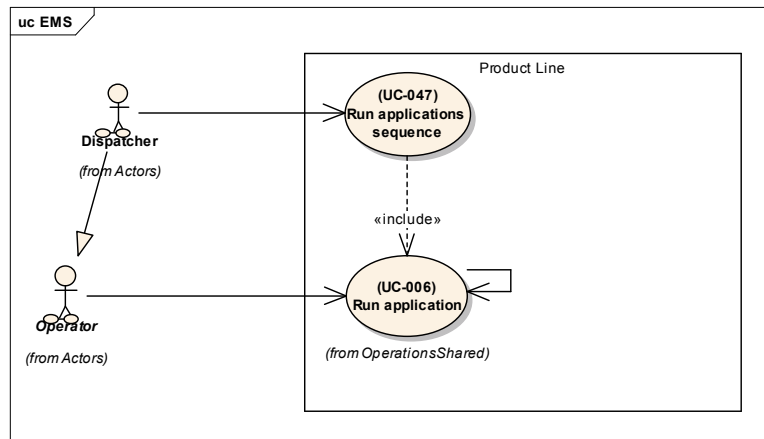 uc EMS
Product Line
(UC-047)
Run applications
sequence
Dispatcher
(from Actors)
«include»
(UC-006)
Run application
Operator
(from Actors)
(from OperationsShared)